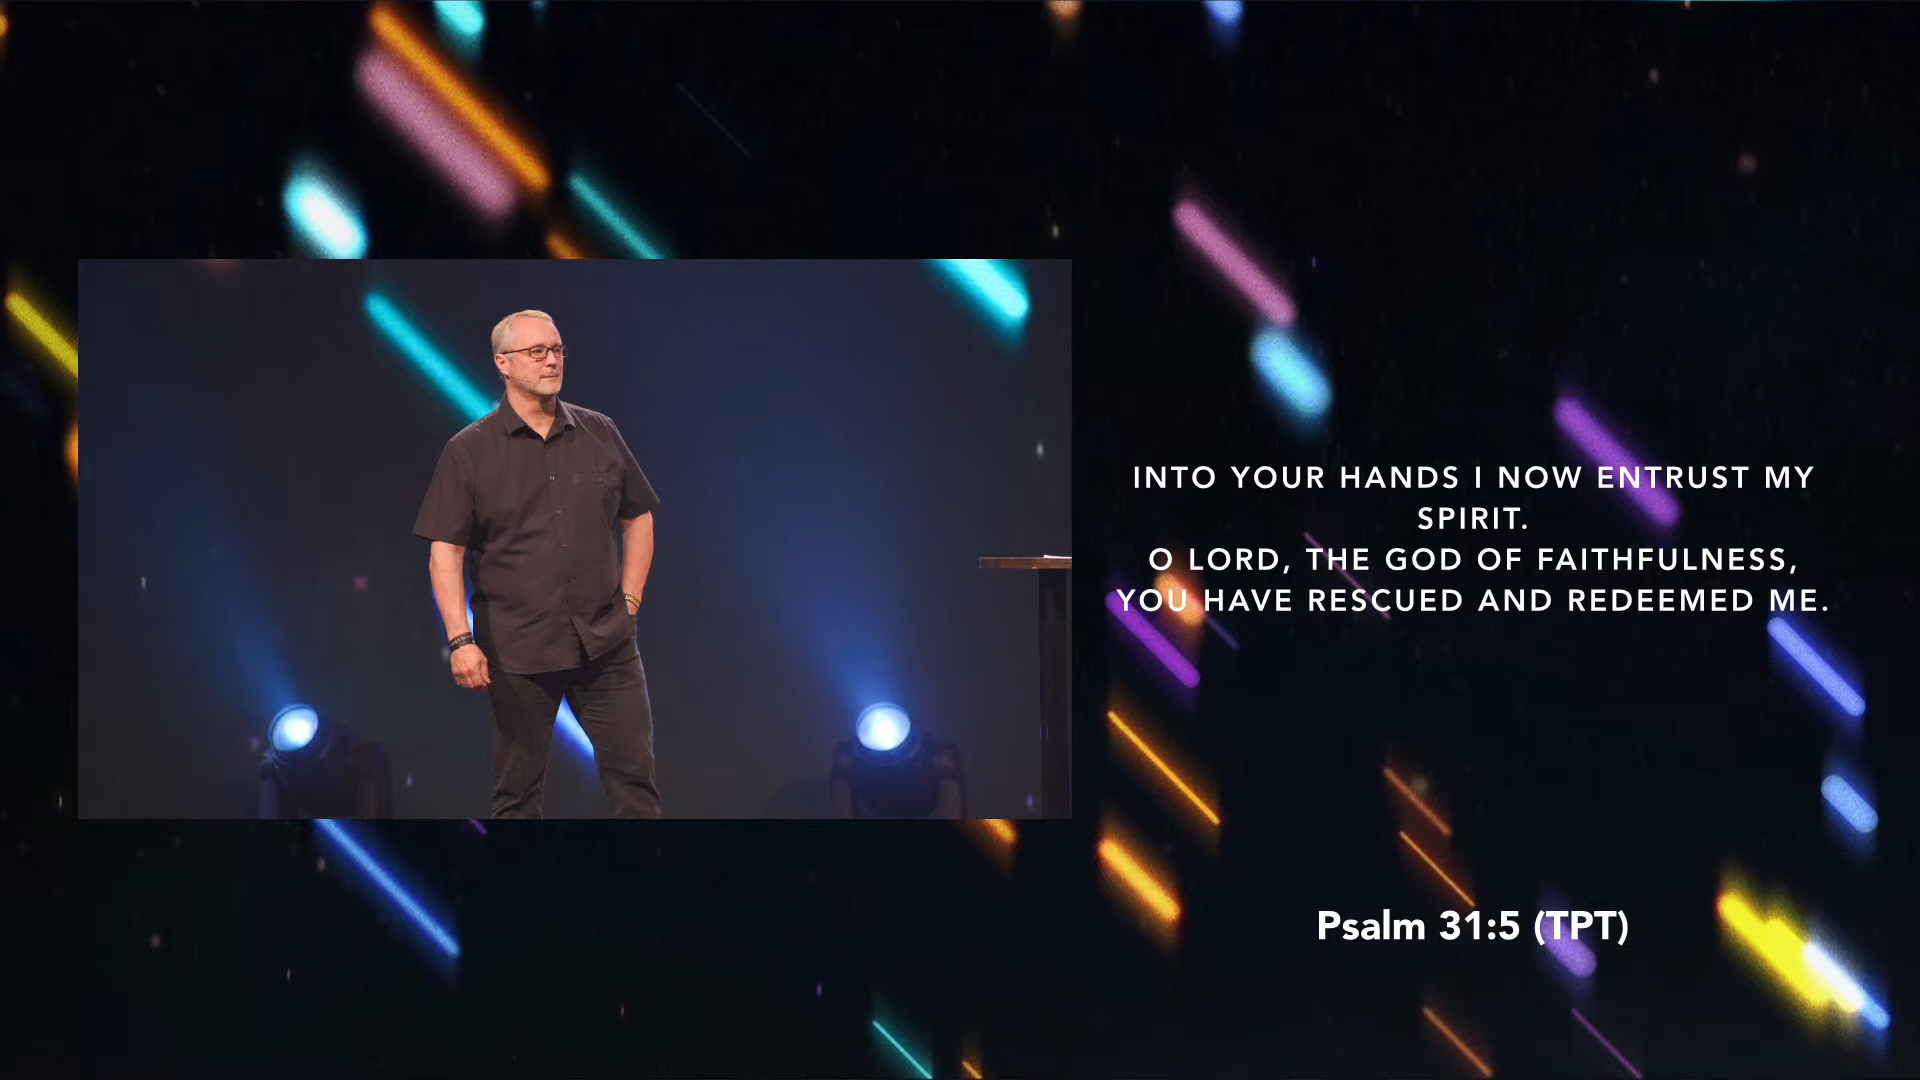 INTO YOUR HANDS I NOW ENTRUST MY
SPIRIT.
O LORD, THE GOD OF FAITHFULNESS,
YOU HAVE RESCUED AND REDEEMED ME.
Psalm 31:5 (TPT)